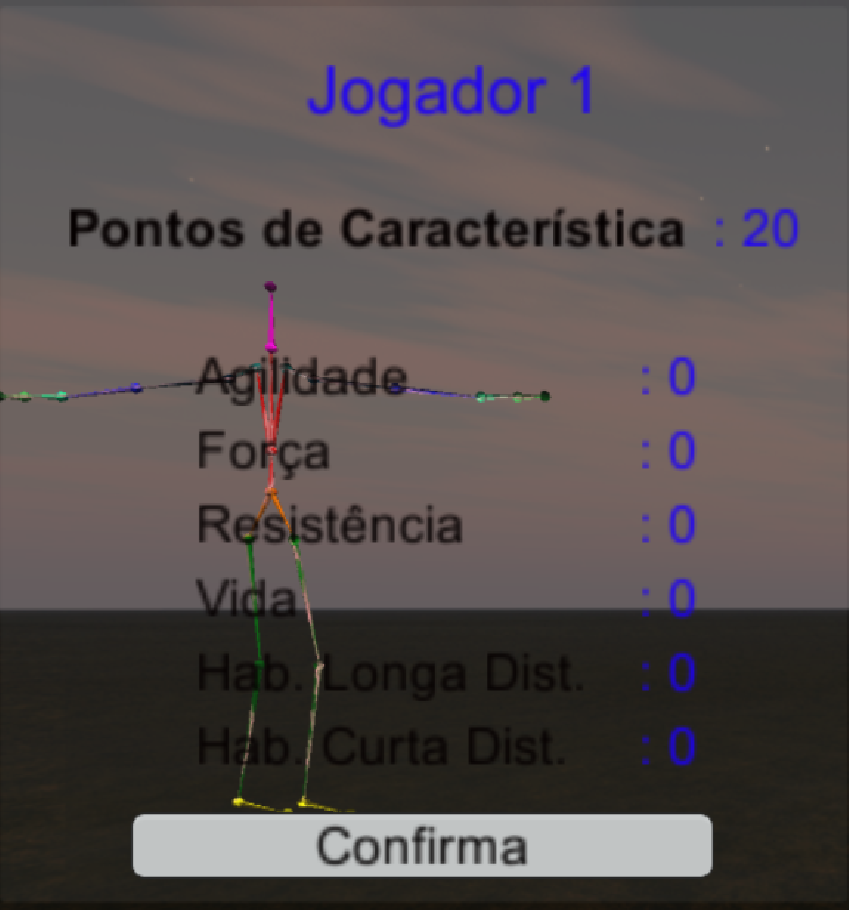 Jogador 1
Pontos de Característica : 20
Agilidade : 0
Força : 0
Resistência : 0
Vida : 0
Hab. Longa Dist. : 0
Hab. Curta Dist. : 0
Confirma